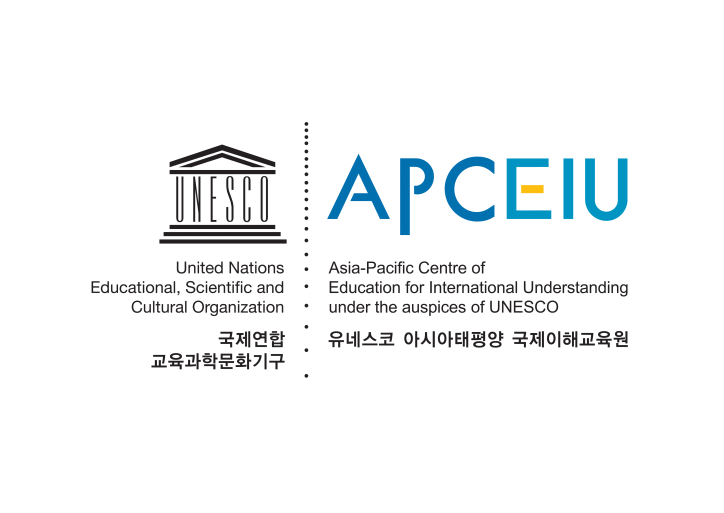 UNESCO
United Nations
Educational, Scientific and
Cultural Organization
국제연합
교육과학문화기구
APCEIU
Asia-Pacific Centre of
Education for International Understanding
under the auspices of UNESCO
유네스코 아시아태평양 국제이해교육원